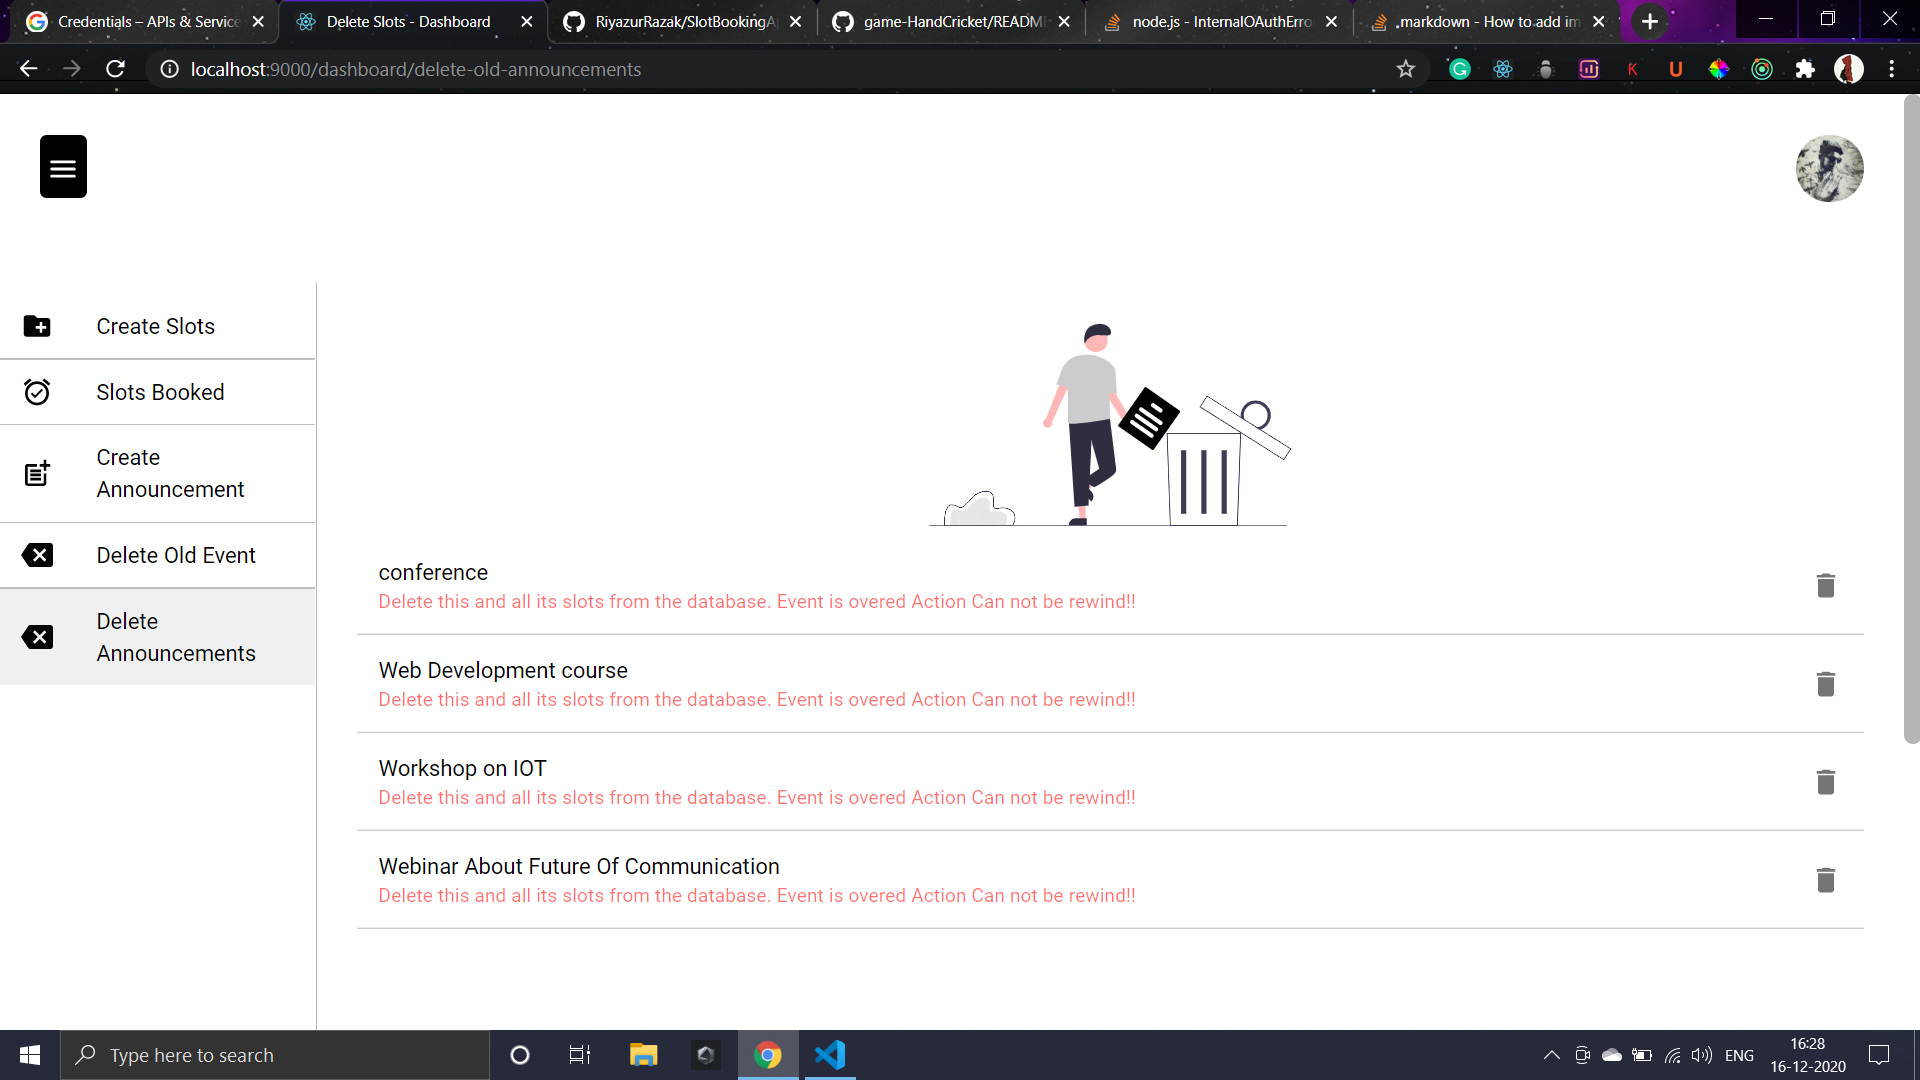 Credentials – APIs & Service
Delete Slots - Dashboard
RiyazurRazak/SlotBookingA
game-HandCricket/README
node.js - InternalOAuthErro
markdown - How to add im
localhost:9000/dashboard/delete-old-announcements
Create Slots
Slots Booked
Create
Announcement
Delete Old Event
Delete
Announcements
conference
Delete this and all its slots from the database. Event is overed Action Can not be rewind!!
Web Development course
Delete this and all its slots from the database. Event is overed Action Can not be rewind!!
Workshop on IOT
Delete this and all its slots from the database. Event is overed Action Can not be rewind!!
Webinar About Future Of Communication
Delete this and all its slots from the database. Event is overed Action Can not be rewind!!
Type here to search
ENG
16:28
16-12-2020